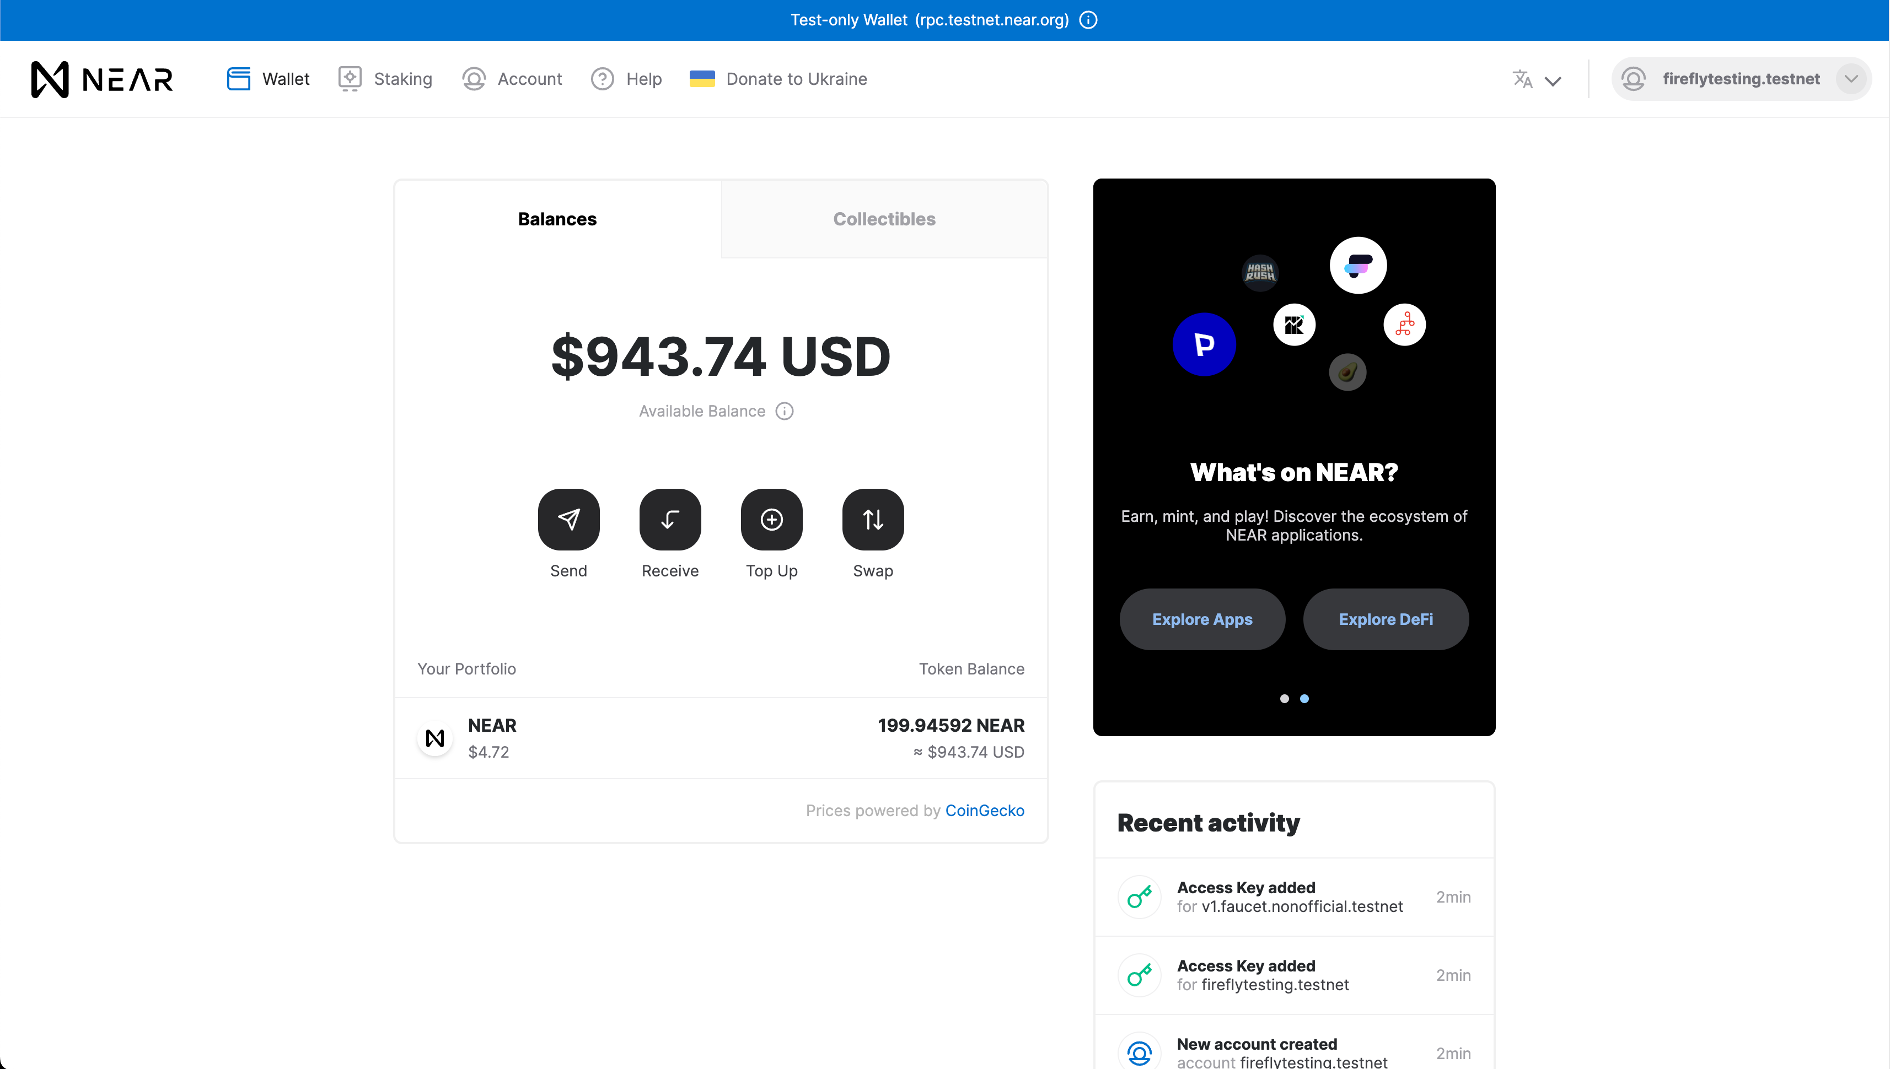 Test-only Wallet (rpc.testnet.near.org)
NEAR
Wallet
Staking
Account
Help
Donate to Ukraine
fireflytesting.testnet
Balances
Collectibles
$943.74 USD
Available Balance
Send
Receive
Top Up
Swap
Your Portfolio
Token Balance
NEAR
199.94592 NEAR
$4.72
≈ $943.74 USD
Prices powered by CoinGecko
HASH
RUSH
P
What's on NEAR?
Earn, mint, and play! Discover the ecosystem of
NEAR applications.
Explore Apps
Explore DeFi
Recent activity
Access Key added
for v1.faucet.nonofficial.testnet
2min
Access Key added
for fireflytesting.testnet
2min
New account created
account fireflytesting.testnet
2min